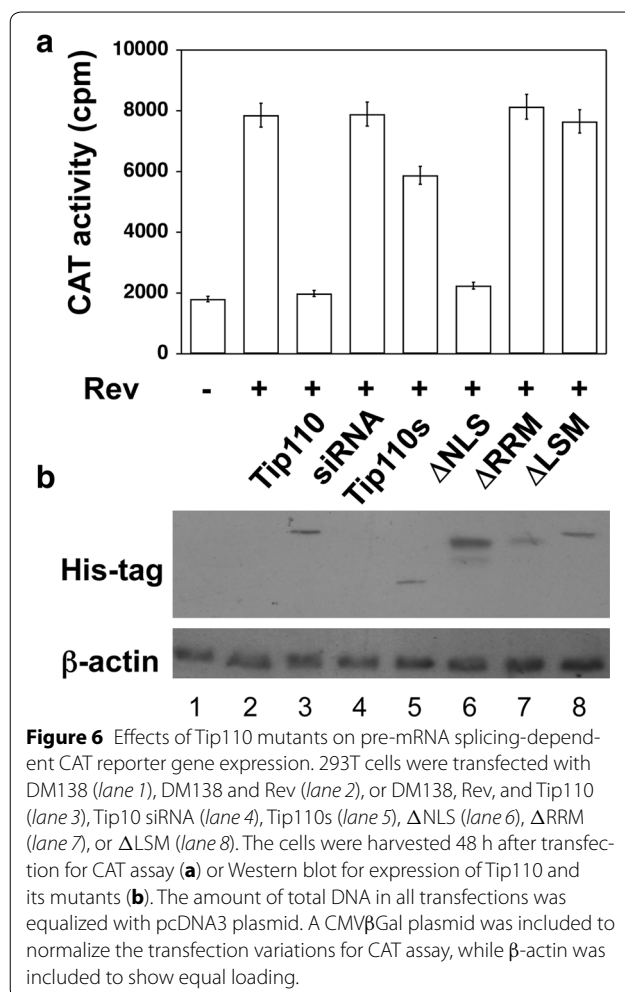 a
10000
8000
6000
4000
2000
0
CAT activity (cpm)
Rev - + + + + + + +
Tip110 siRNA Tip110s ΔNLS ΔRRM ΔLSM
b
His-tag
β-actin
1 2 3 4 5 6 7 8
Figure 6 Effects of Tip110 mutants on pre-mRNA splicing-depend-
ent CAT reporter gene expression. 293T cells were transfected with
DM138 (lane 1), DM138 and Rev (lane 2), or DM138, Rev, and Tip110
(lane 3), Tip10 siRNA (lane 4), Tip110s (lane 5), ΔNLS (lane 6), ΔRRM
(lane 7), or ΔLSM (lane 8). The cells were harvested 48 h after transfec-
tion for CAT assay (a) or Western blot for expression of Tip110 and
its mutants (b). The amount of total DNA in all transfections was
equalized with pcDNA3 plasmid. A CMVβGal plasmid was included to
normalize the transfection variations for CAT assay, while β-actin was
included to show equal loading.